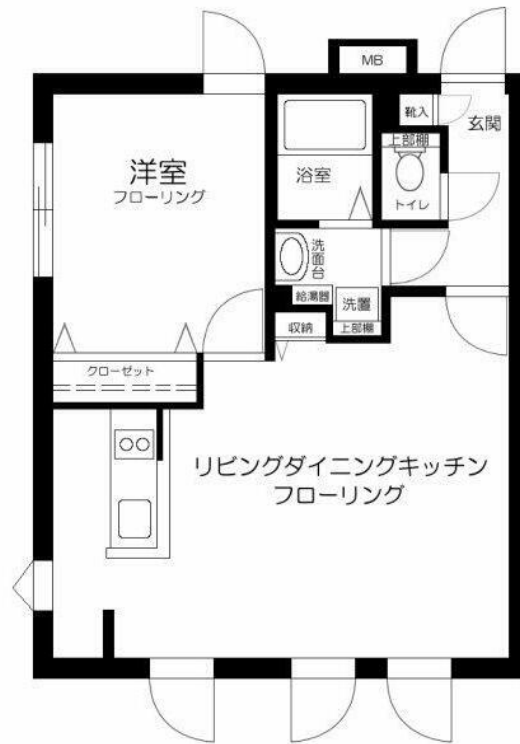 MB
靴入
玄関
上部棚
トイレ
洋室
フローリング
浴室
洗面台
給湯器
洗置
収納
上部棚
クローゼット
リビングダイニングキッチン
フローリング